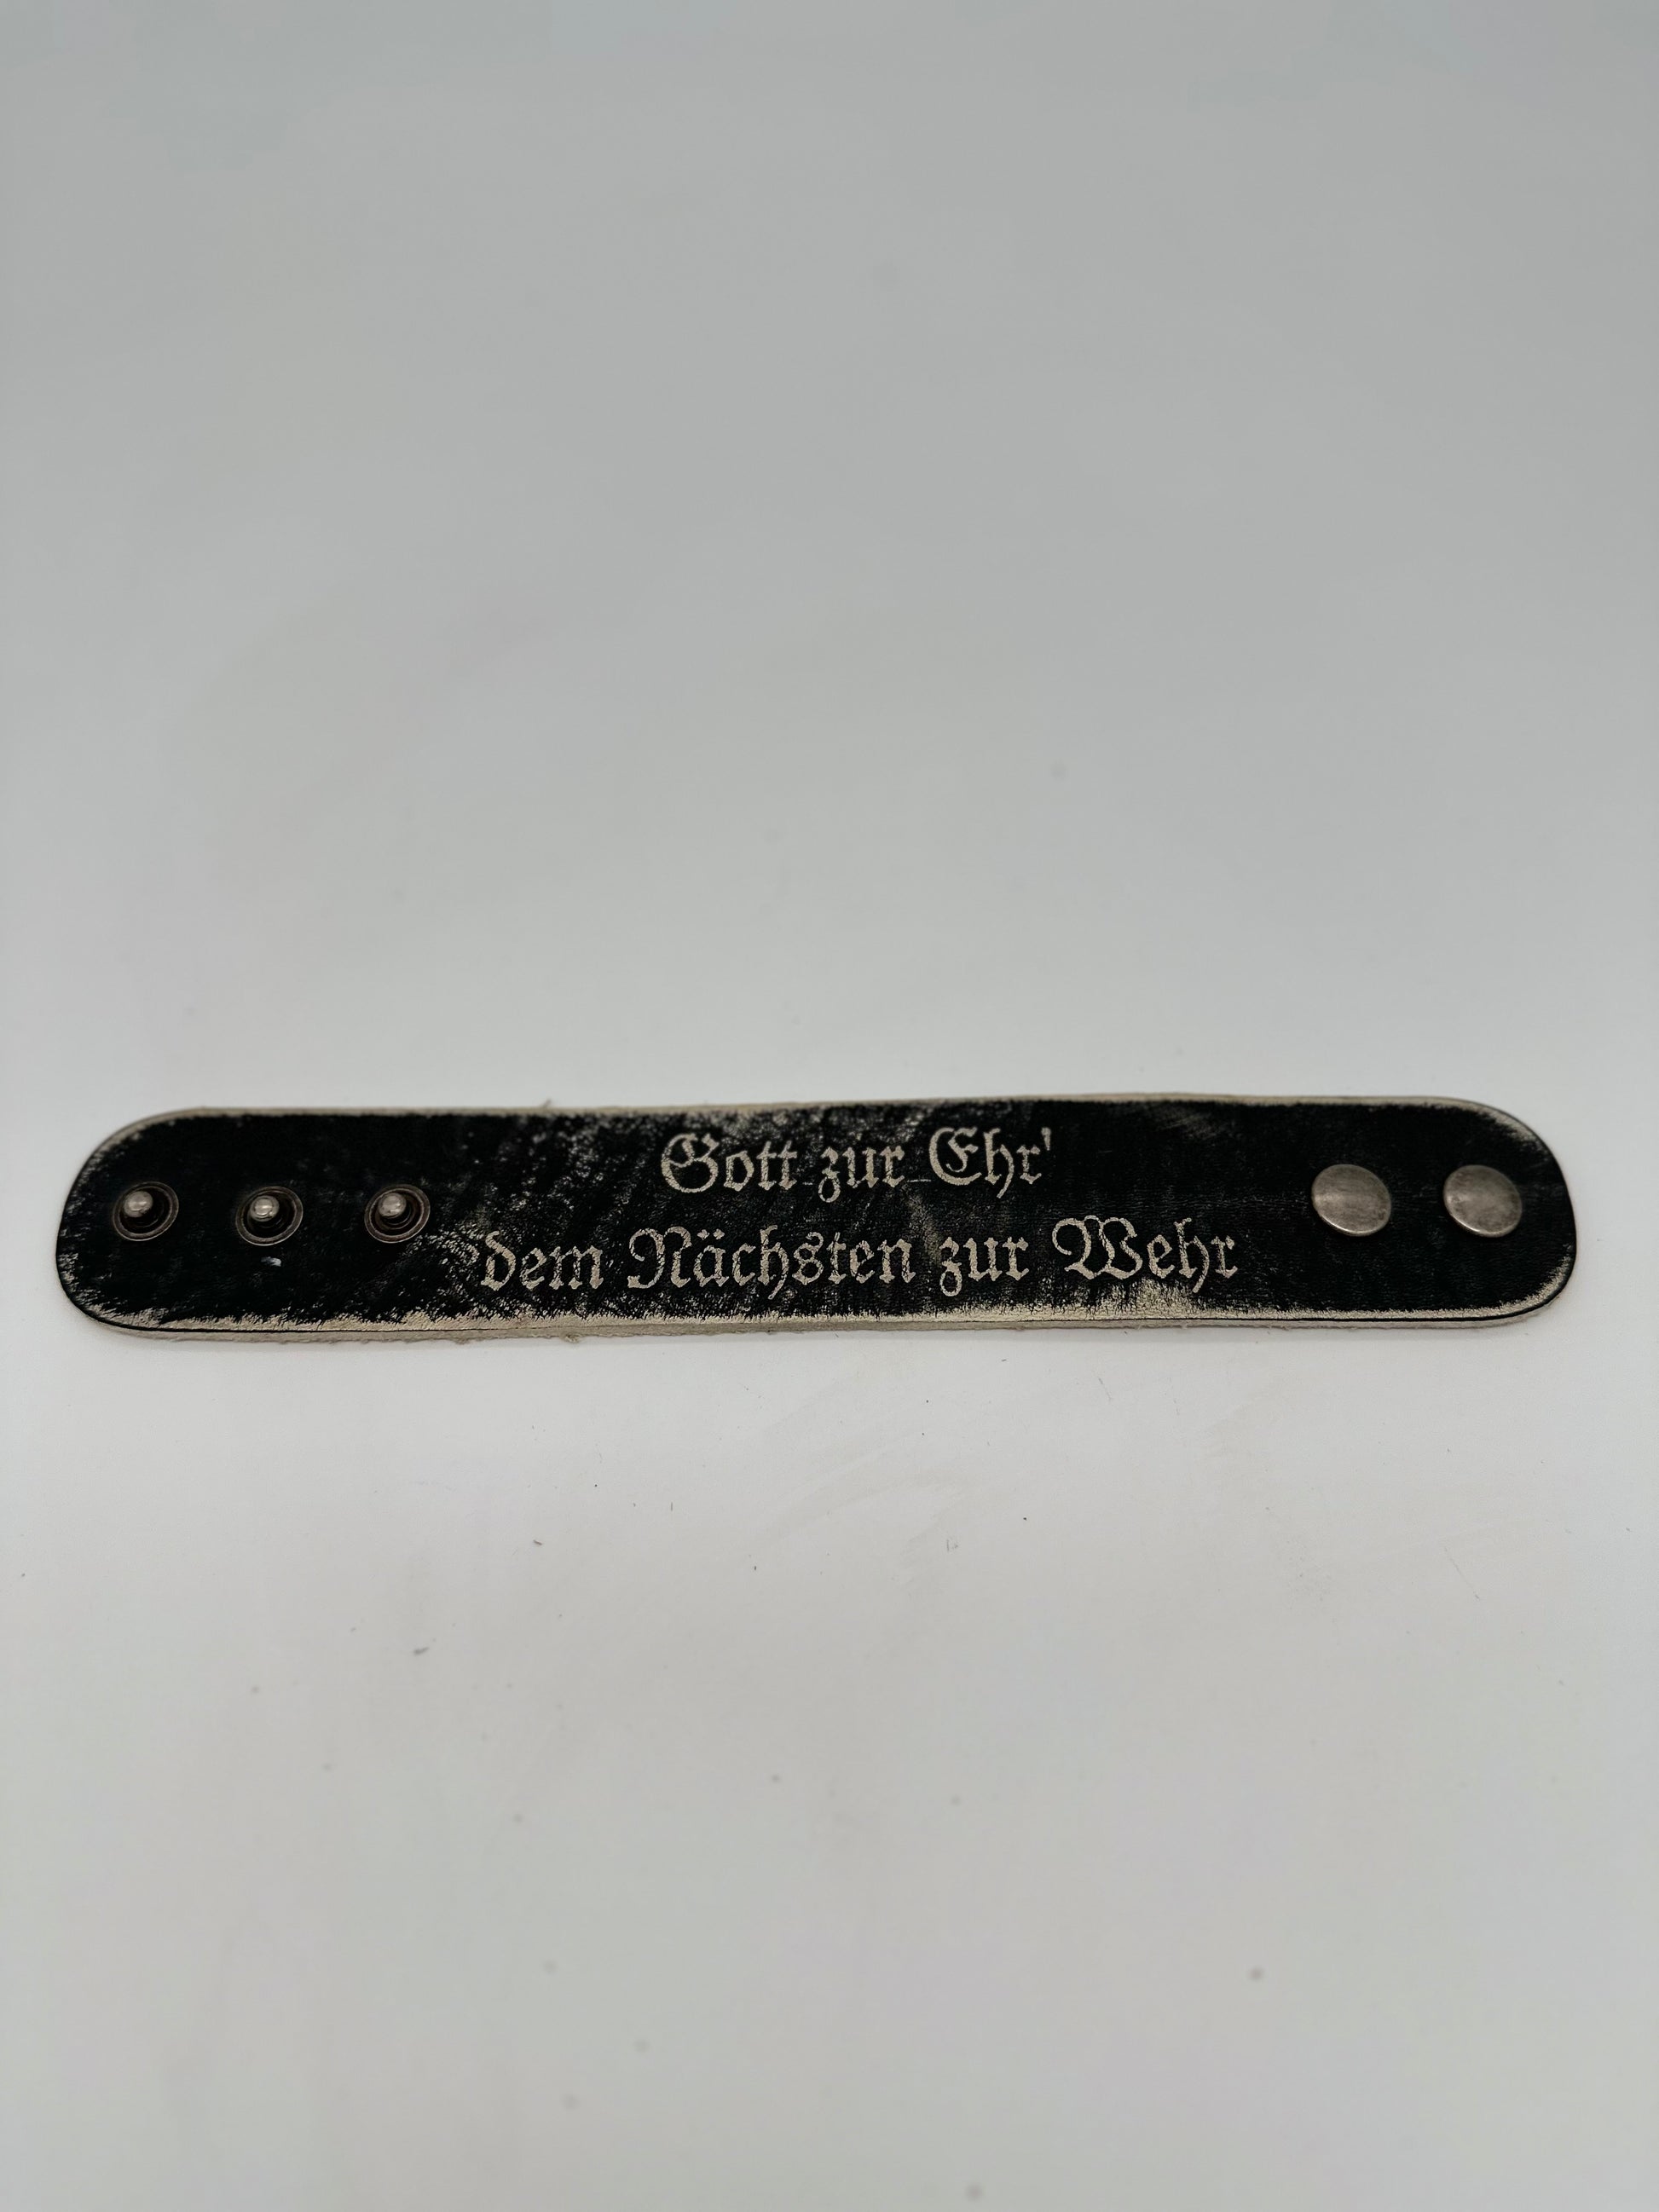 Gott zur Ehr'
dem Nächsten zur Wehr